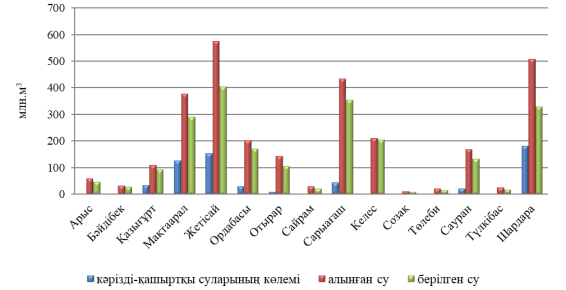 700
600
500
400
300
200
100
0
млн.м³
Арыс
Бәйдібек
Қазығұрт
Мақтаарал
Жетісай
Ордабасы
Отырар
Сайрам
Сарыағаш
Келес
Созақ
Төлеби
Сауран
Түлкібас
Шардара
кәрізді-қашыртқы суларының көлемі алынған су берілген су